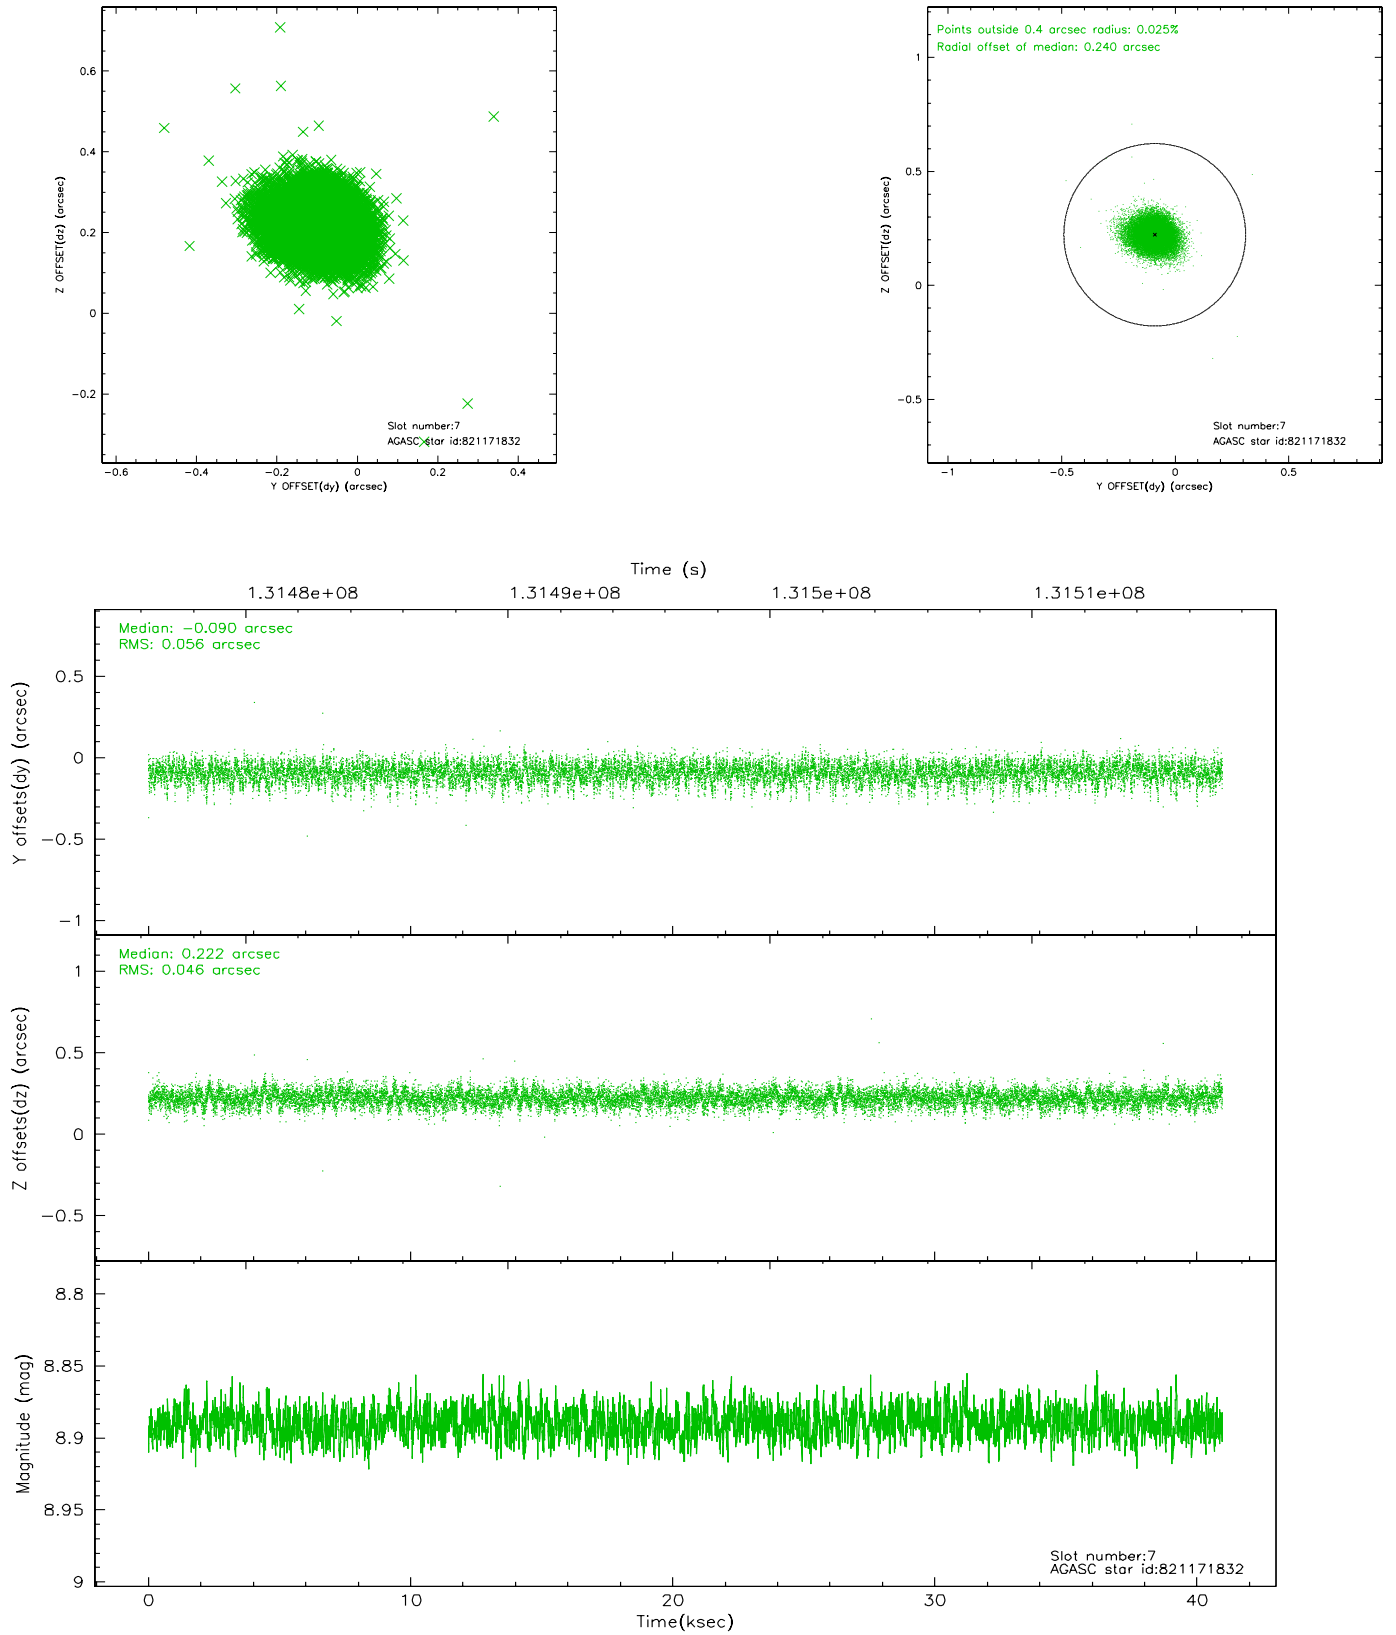 0.6
0.4
0.2
0
−0.2
−0.6 −0.4 −0.2 0 0.2 0.4
Z OFFSET(dz) (arcsec)
Y OFFSET(dy) (arcsec)
Slot number:7
AGASC star id:821171832
Points outside 0.4 arcsec radius: 0.025%
Radial offset of median: 0.240 arcsec
1
0.5
0
−0.5
−1 −0.5 0 0.5
Z OFFSET(dz) (arcsec)
Y OFFSET(dy) (arcsec)
Slot number:7
AGASC star id:821171832
Time (s)
1.3148e+08 1.3149e+08 1.315e+08 1.3151e+08
Median: −0.090 arcsec
RMS: 0.056 arcsec
0.5
0
−0.5
−1
Y offsets(dy) (arcsec)
Median: 0.222 arcsec
RMS: 0.046 arcsec
1
0.5
0
−0.5
Z offsets(dz) (arcsec)
8.8
8.85
8.9
8.95
9
Magnitude (mag)
Slot number:7
AGASC star id:821171832
0 10 20 30 40
Time(ksec)